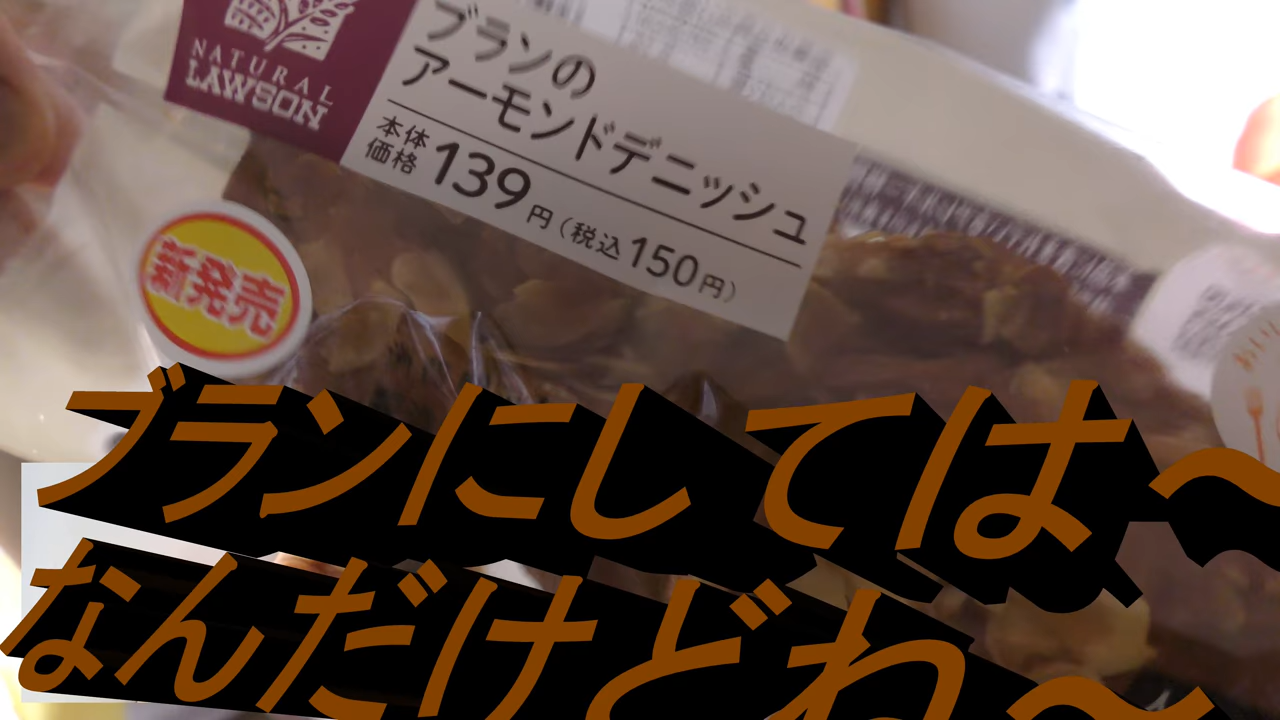 NATURAL
LAWSON
ブランの
アーモンドデニッシュ
本体
価格 139円(税込150円)
新発売
ブランにしては〜
なんだけどね〜